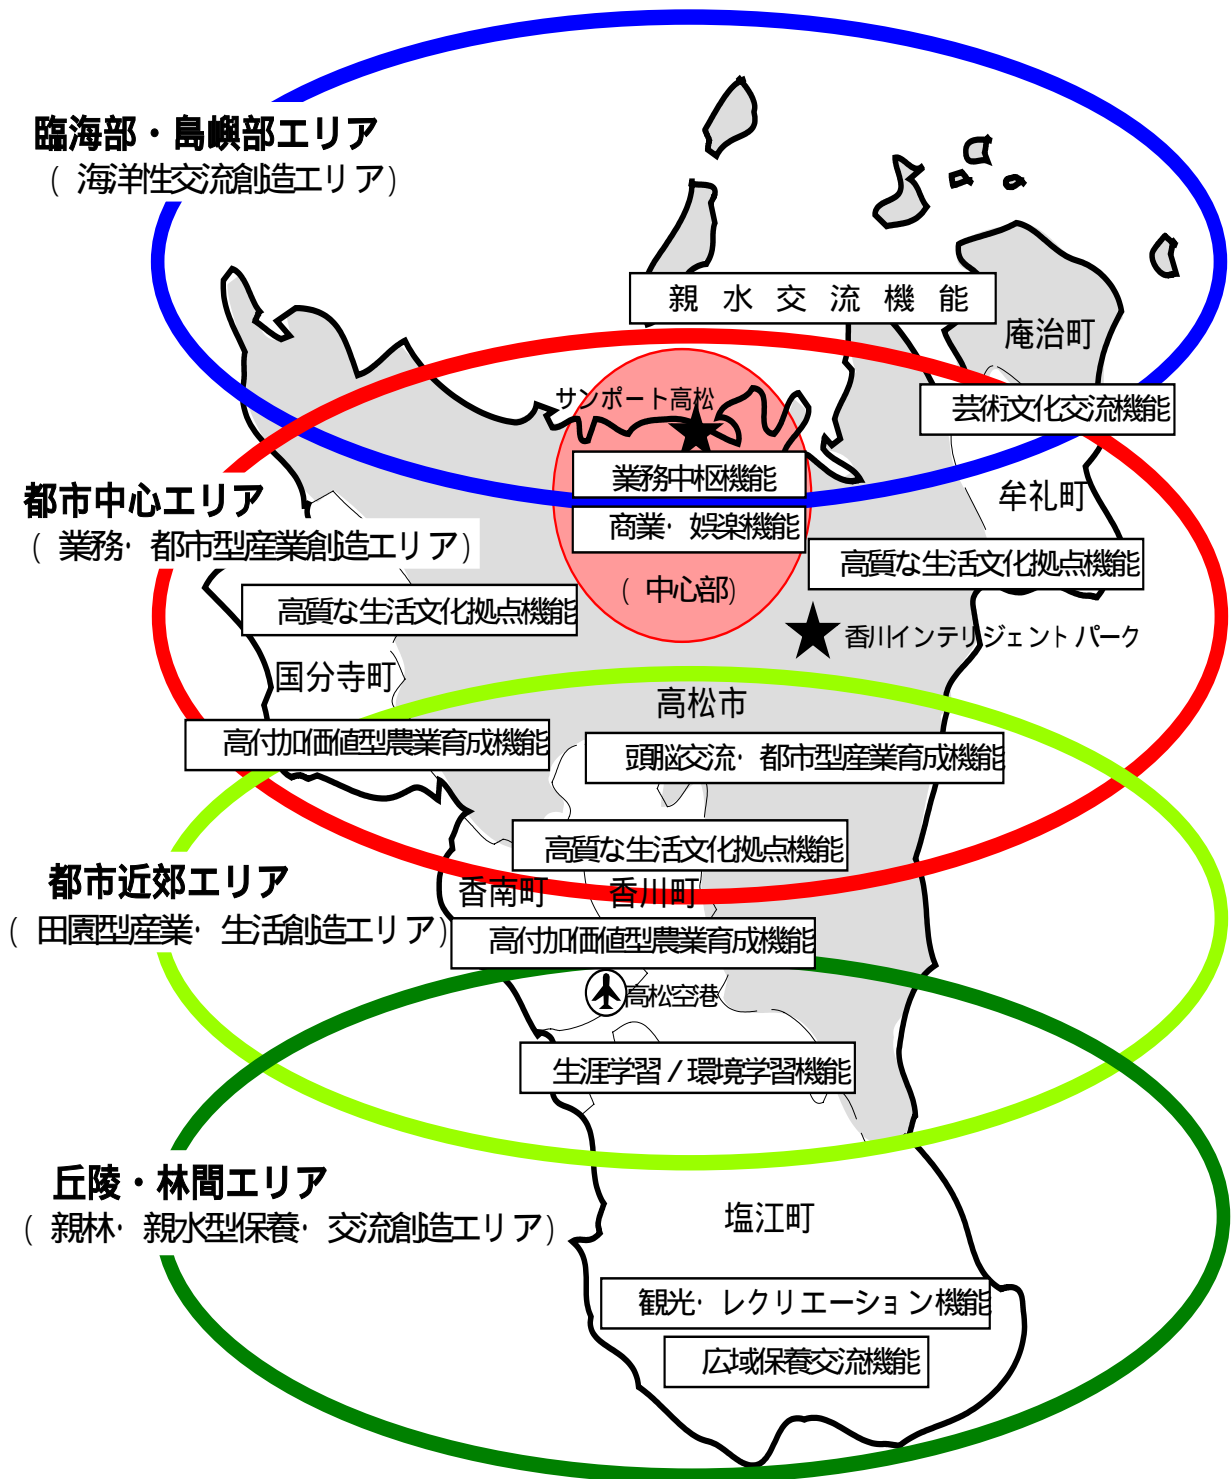 臨海部・島嶼部エリア
（海洋性交流創造エリア）
親水交流機能
庵治町
サンポート高松
芸術文化交流機能
業務中枢機能
都市中心エリア
（業務・都市型産業創造エリア）
牟礼町
商業・娯楽機能
高質な生活文化拠点機能
（中心部）
高質な生活文化拠点機能
香川インテリジェントパーク
国分寺町
高松市
高付加価値型農業育成機能
頭脳交流・都市型産業育成機能
高質な生活文化拠点機能
都市近郊エリア
（田園型産業・生活創造エリア）
香南町
香川町
高付加価値型農業育成機能
高松空港
生涯学習/環境学習機能
丘陵・林間エリア
（親林・親水型保養・交流創造エリア）
塩江町
観光・レクリエーション機能
広域保養交流機能